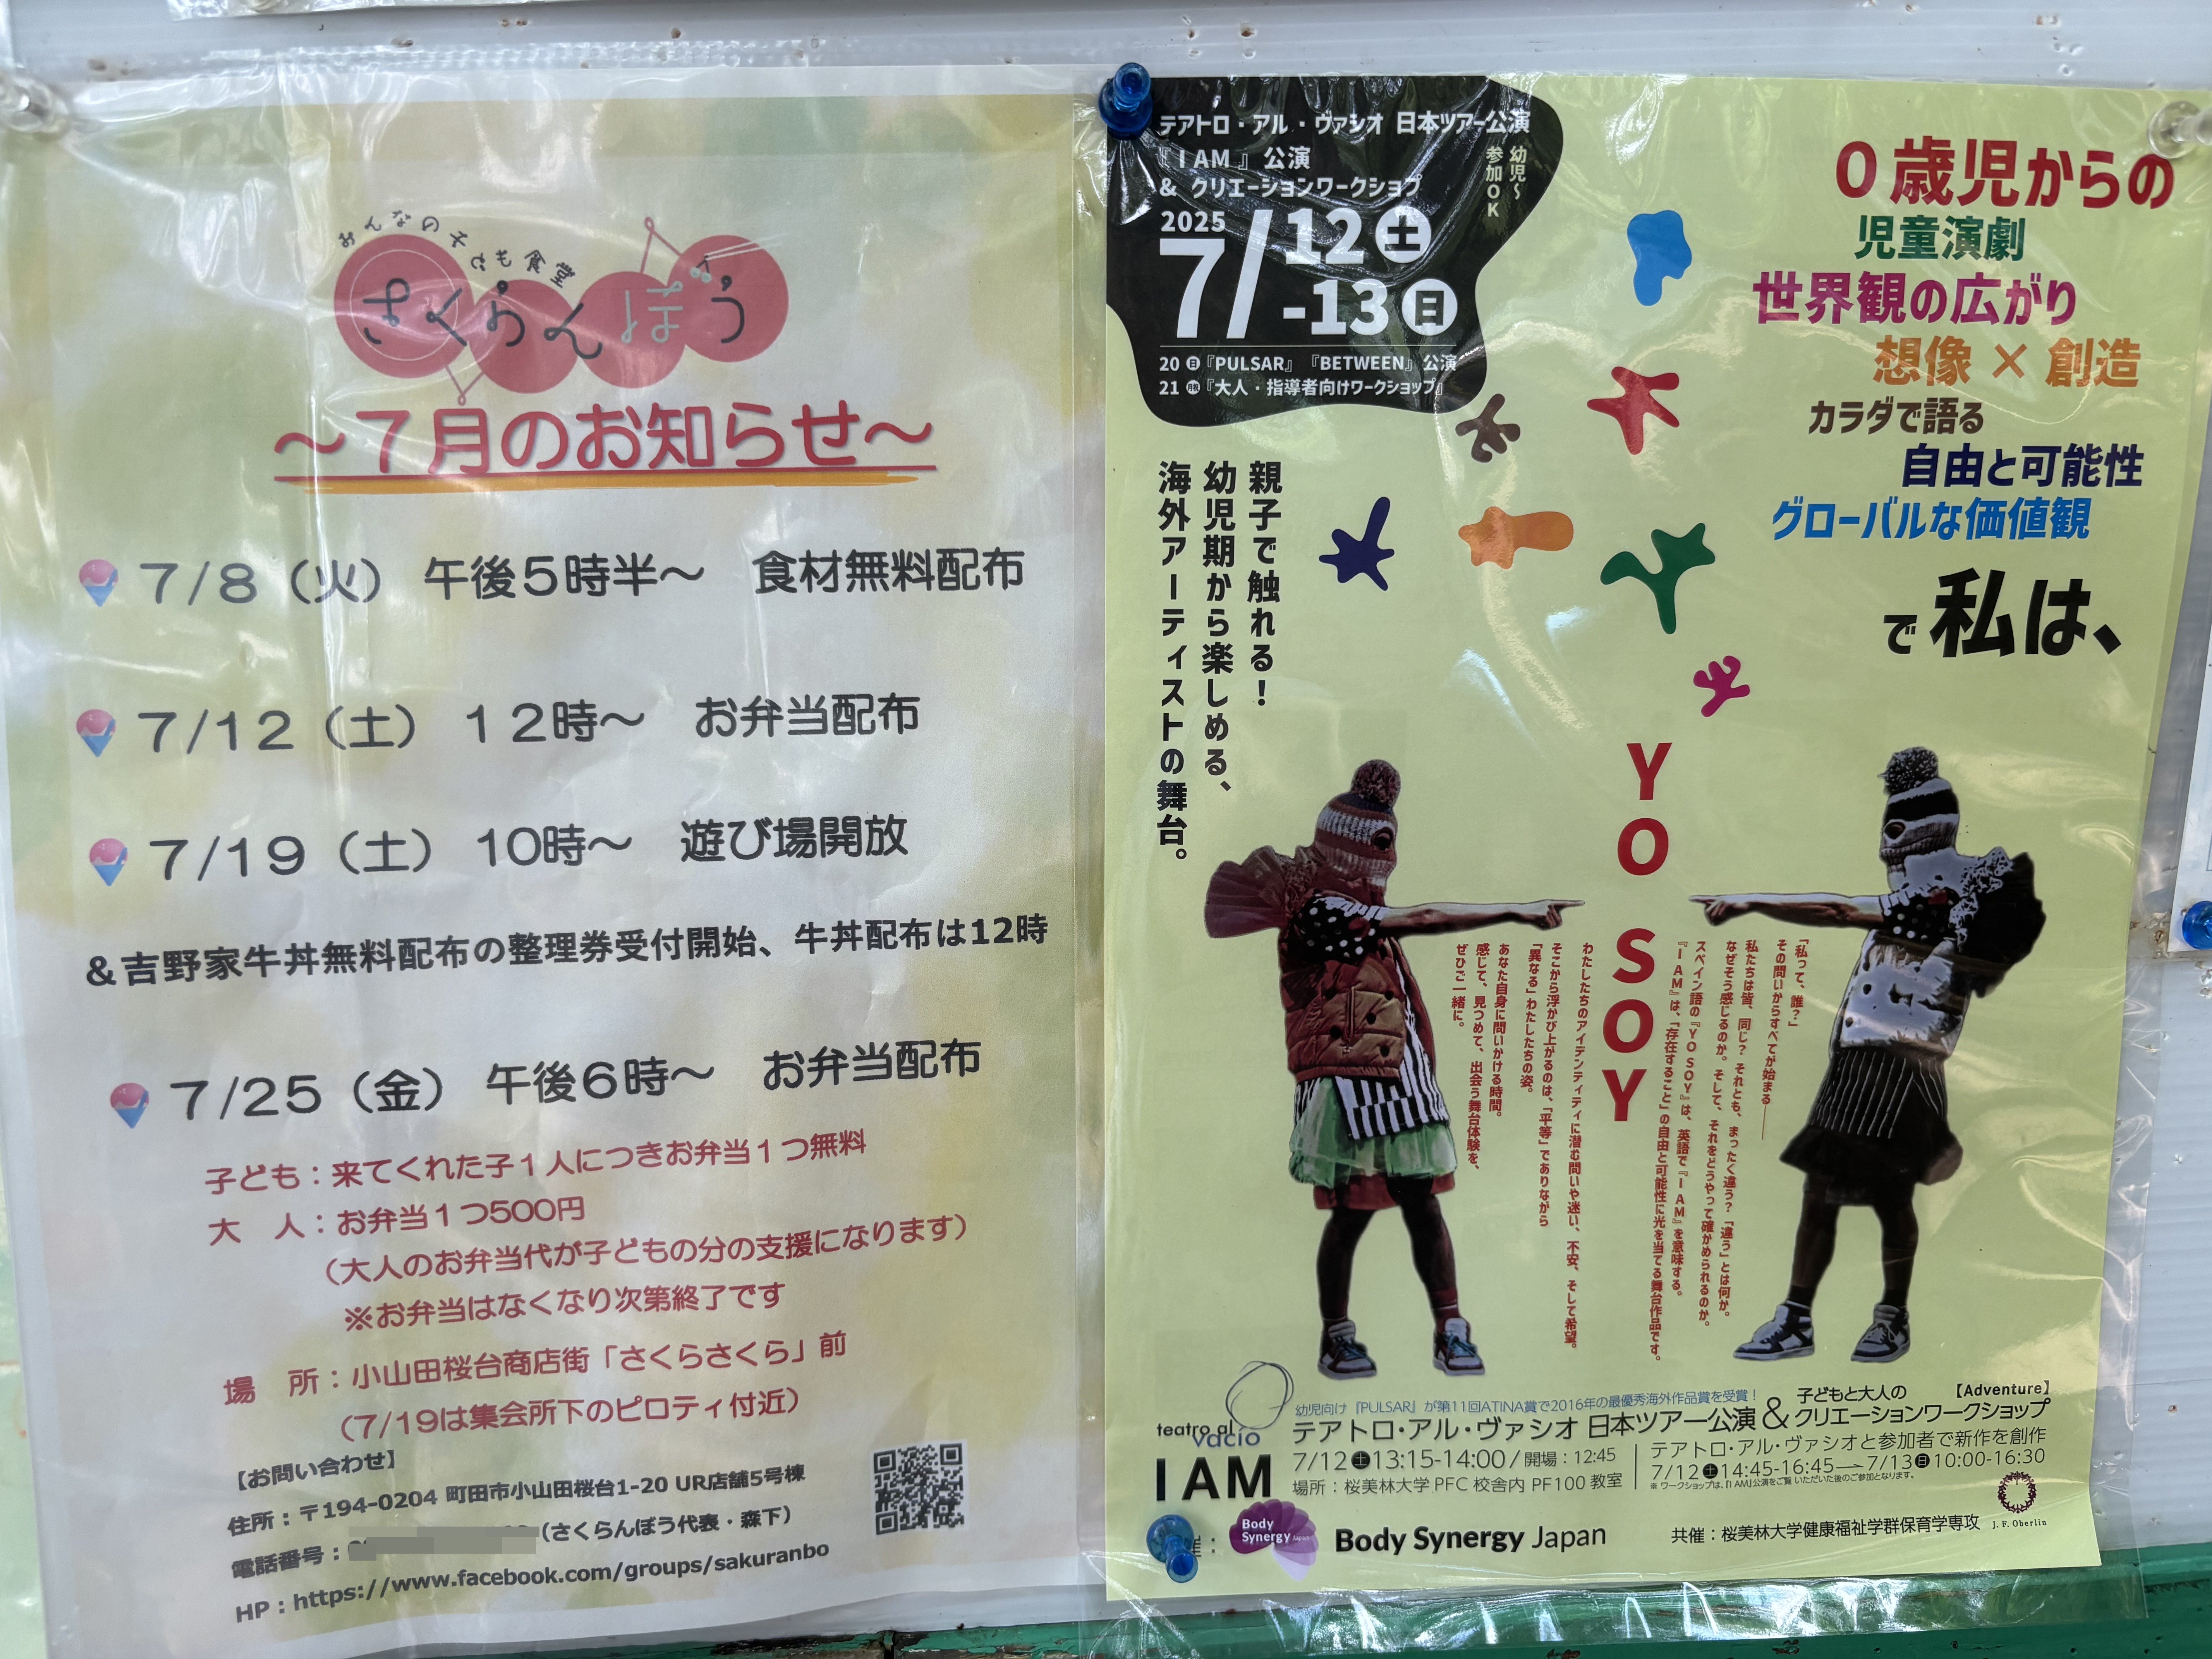 みんなの子ども食堂
さくらんぼう
～7月のお知らせ～
7/8（火） 午後5時半～ 食材無料配布
7/12（土） 12時～ お弁当配布
7/19（土） 10時～ 遊び場開放
＆吉野家牛丼無料配布の整理券受付開始、牛丼配布は12時
7/25（金） 午後6時～ お弁当配布
子ども：来てくれた子1人につきお弁当1つ無料
大 人：お弁当1つ500円
（大人のお弁当代が子どもの分の支援になります）
※お弁当はなくなり次第終了です
場 所：小山田桜台商店街「さくらさくら」前
（7/19は集会所下のピロティ付近）
【お問い合わせ】
住所：〒194-0204 町田市小山田桜台1-20 UR店舗5号棟
電話番号：（さくらんぼう代表・森下）
HP：https://www.facebook.com/groups/sakuranbo
テアトロ・アル・ヴァシオ 日本ツアー公演
『I AM』公演
& クリエーションワークショプ
幼児～
参加OK
2025
7/12土
-13日
20日『PULSAR』『BETWEEN』公演
21月祝『大人・指導者向けワークショップ』
0歳児からの
児童演劇
世界観の広がり
想像×創造
カラダで語る
自由と可能性
グローバルな価値観
で私は、
親子で触れる！
幼児期から楽しめる、
海外アーティストの舞台。
YO SOY
「私って、誰？」
その問いからすべてが始まる――
私たちは皆、同じ？それとも、まったく違う？「違う」とは何か。
なぜそう感じるのか。そして、それをどうやって確かめられるのか。
スペイン語の『YO SOY』は、英語で『I AM』を意味する。
『I AM』は、「存在すること」の自由と可能性に光を当てる舞台作品です。
わたしたちのアイデンティティに潜む問いや迷い、不安、そして希望。
そこから浮かび上がるのは、「平等」でありながら
「異なる」わたしたちの姿。
あなた自身に問いかける時間。
感じて、見つめて、出会う舞台体験を、
ぜひご一緒に。
teatro al vacío
I AM
幼児向け『PULSAR』が第11回ATINA賞で2016年の最優秀海外作品賞を受賞！
テアトロ・アル・ヴァシオ 日本ツアー公演
7/12土13:15-14:00/開場：12:45
場所：桜美林大学 PFC 校舎内 PF100 教室
&
子どもと大人の 【Adventure】
クリエーションワークショップ
テアトロ・アル・ヴァシオと参加者で新作を創作
7/12土14:45-16:45→7/13日10:00-16:30
※ワークショップは、『I AM』公演をご覧いただいた後のご参加となります。
催：
Body Synergy Japan
Body Synergy Japan
共催：桜美林大学健康福祉学群保育学専攻
J. F. Oberlin